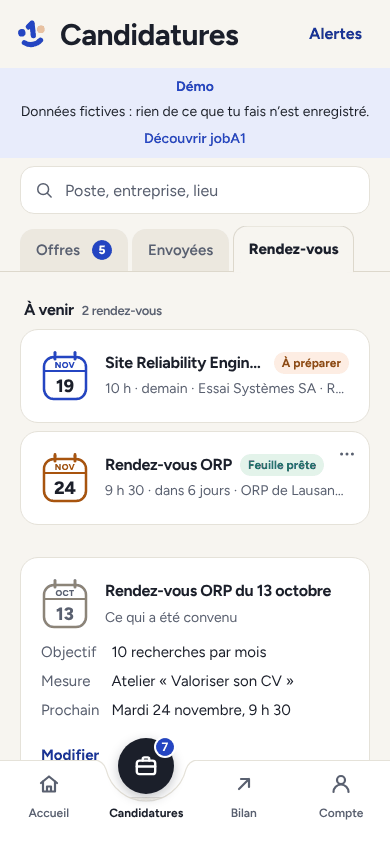 Candidatures
Alertes
Démo
Données fictives : rien de ce que tu fais n'est enregistré.
Découvrir jobA1
Poste, entreprise, lieu
Offres 5
Envoyées
Rendez-vous
À venir 2 rendez-vous
NOV
19
Site Reliability Engin... À préparer
10 h · demain · Essai Systèmes SA · R...
NOV
24
Rendez-vous ORP Feuille prête
9 h 30 · dans 6 jours · ORP de Lausan...
OCT
13
Rendez-vous ORP du 13 octobre
Ce qui a été convenu
Objectif 10 recherches par mois
Mesure Atelier « Valoriser son CV »
Prochain Mardi 24 novembre, 9 h 30
Modifier
7
Accueil
Candidatures
Bilan
Compte